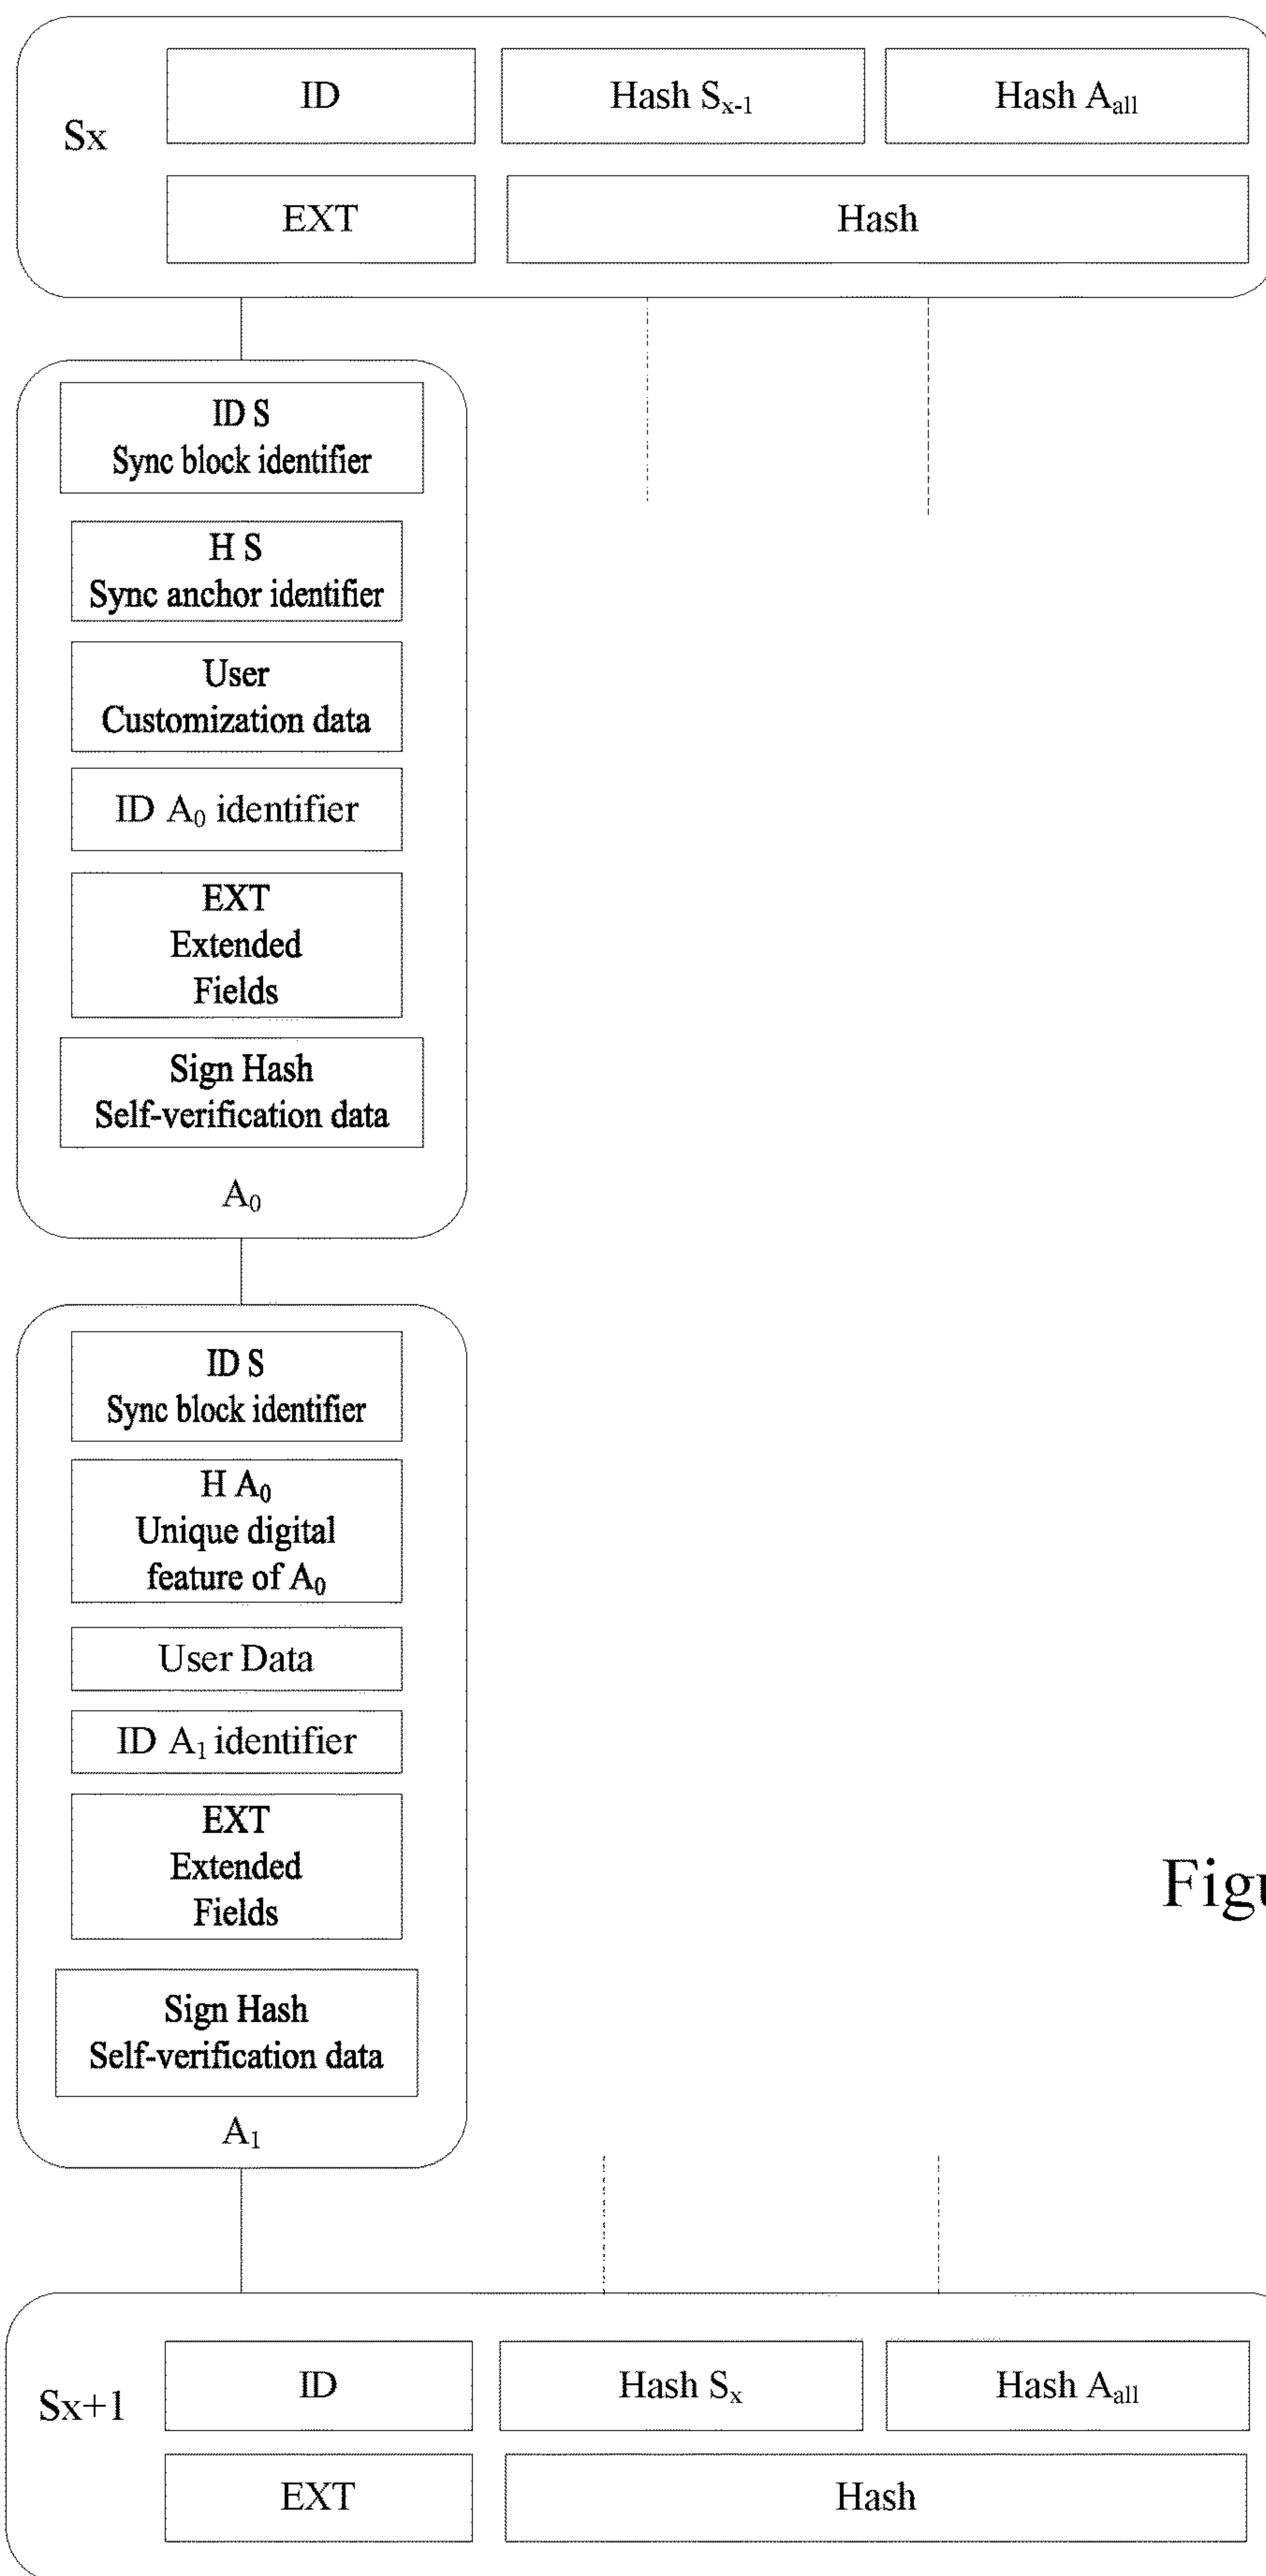 Sx
ID
Hash Sₓ₋₁
Hash Aall
EXT
Hash
ID S
Sync block identifier
H S
Sync anchor identifier
User
Customization data
ID A₀ identifier
EXT
Extended
Fields
Sign Hash
Self-verification data
A₀
ID S
Sync block identifier
H A₀
Unique digital
feature of A₀
User Data
ID A₁ identifier
EXT
Extended
Fields
Sign Hash
Self-verification data
A₁
Sx+1
ID
Hash Sₓ
Hash Aall
EXT
Hash